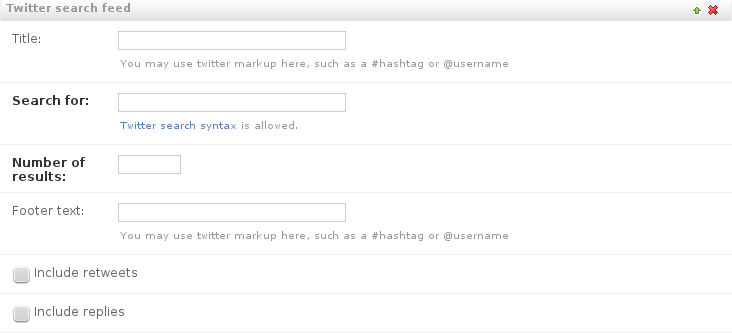 Twitter search feed
Title:
You may use twitter markup here, such as a #hashtag or @username
Search for:
Twitter search syntax is allowed.
Number of
results:
Footer text:
You may use twitter markup here, such as a #hashtag or @username
Include retweets
Include replies